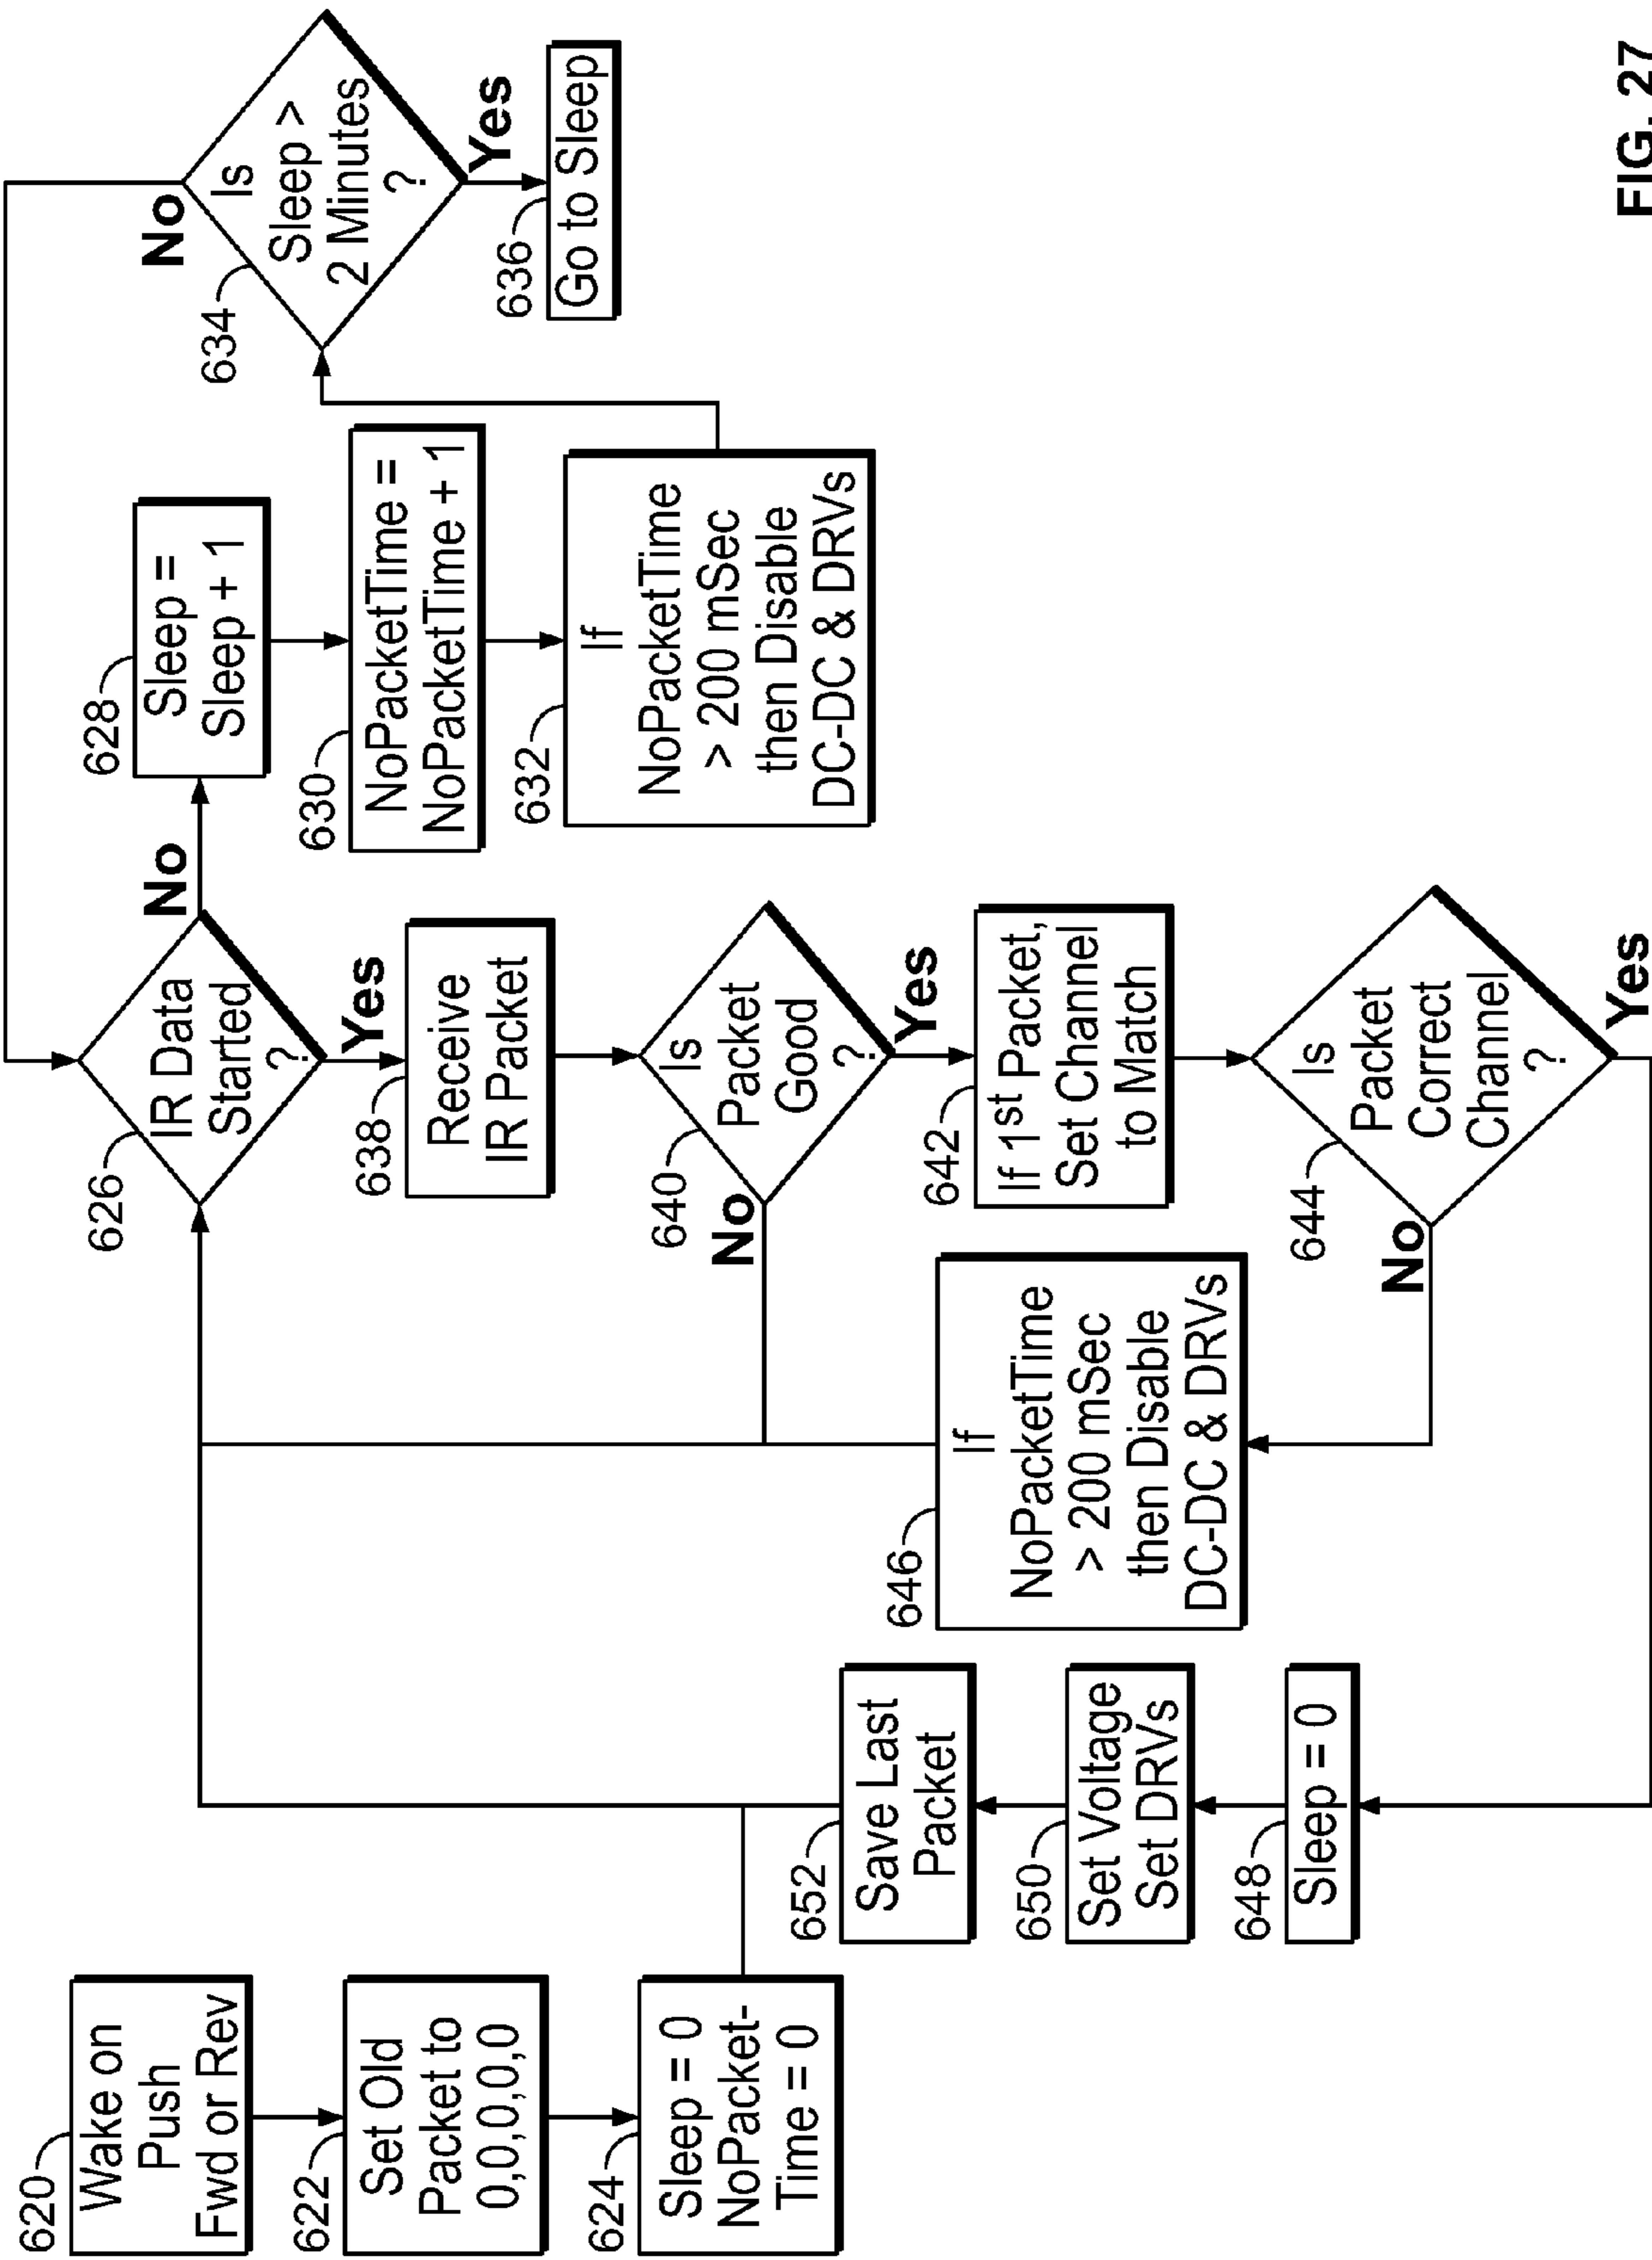 620
Wake on
Push
Fwd or Rev
622
Set Old
Packet to
0,0,0,0,0
624
Sleep = 0
NoPacket-
Time = 0
626
IR Data
Started
?
No
Yes
628
Sleep =
Sleep + 1
630
NoPacketTime =
NoPacketTime + 1
632
If
NoPacketTime
> 200 mSec
then Disable
DC-DC & DRVs
634
Is
Sleep >
2 Minutes
?
No
Yes
636
Go to Sleep
638
Receive
IR Packet
640
Is
Packet
Good
?
No
Yes
642
If 1st Packet,
Set Channel
to Match
644
Is
Packet
Correct
Channel
?
No
Yes
646
If
NoPacketTime
> 200 mSec
then Disable
DC-DC & DRVs
648
Sleep = 0
650
Set Voltage
Set DRVs
652
Save Last
Packet
FIG. 27